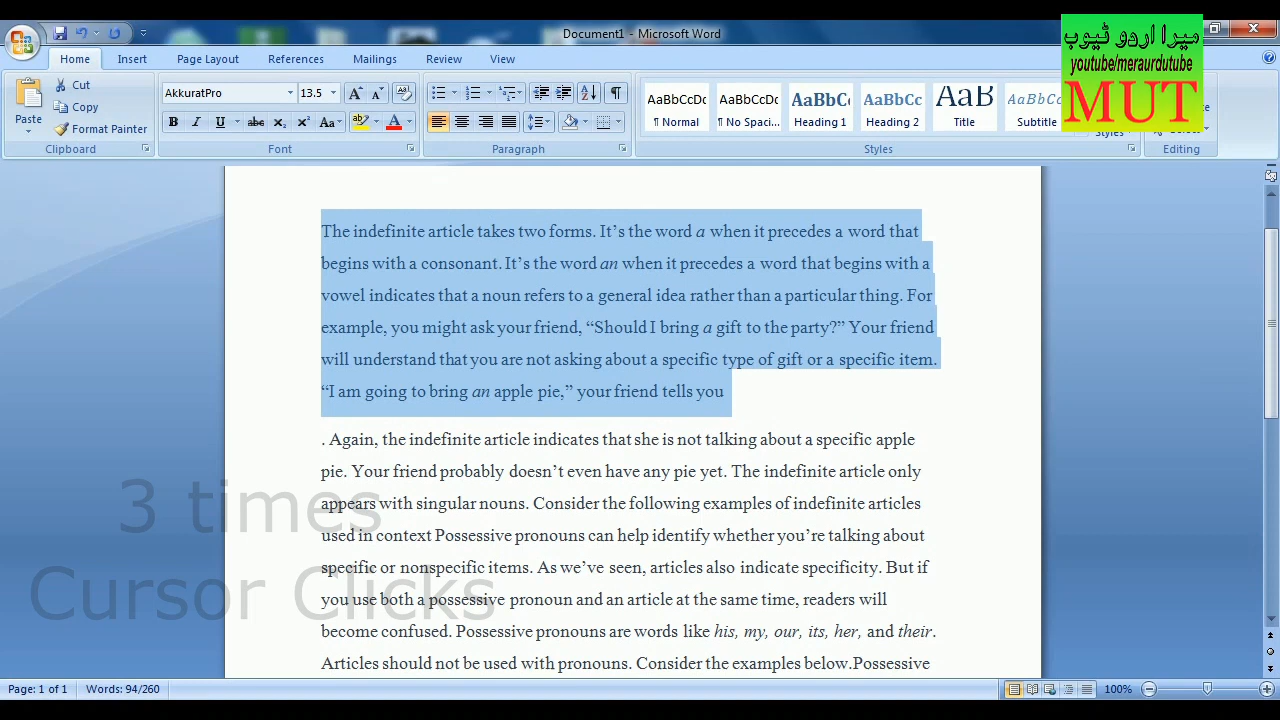 Document1 - Microsoft Word
میرا اردو ٹیوب
youtube/meraurdutube
MUT
Home Insert Page Layout References Mailings Review View
Paste
Cut
Copy
Format Painter
Clipboard
AkkuratPro 13.5
Font
Paragraph
AaBbCcDc AaBbCcDc AaBbC AaBbCc AaB AaBbCc
¶ Normal ¶ No Spaci... Heading 1 Heading 2 Title Subtitle
Styles
Styles
Editing
The indefinite article takes two forms. It’s the word a when it precedes a word that
begins with a consonant. It’s the word an when it precedes a word that begins with a
vowel indicates that a noun refers to a general idea rather than a particular thing. For
example, you might ask your friend, “Should I bring a gift to the party?” Your friend
will understand that you are not asking about a specific type of gift or a specific item.
“I am going to bring an apple pie,” your friend tells you
. Again, the indefinite article indicates that she is not talking about a specific apple
pie. Your friend probably doesn’t even have any pie yet. The indefinite article only
appears with singular nouns. Consider the following examples of indefinite articles
used in context Possessive pronouns can help identify whether you’re talking about
specific or nonspecific items. As we’ve seen, articles also indicate specificity. But if
you use both a possessive pronoun and an article at the same time, readers will
become confused. Possessive pronouns are words like his, my, our, its, her, and their.
Articles should not be used with pronouns. Consider the examples below.Possessive
3 times
Cursor Clicks
Page: 1 of 1 Words: 94/260 100%